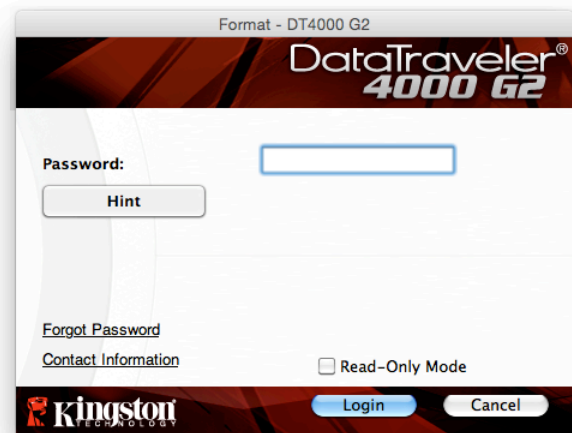 Format - DT4000 G2
DataTraveler®
4000 G2
Password:
Hint
Forgot Password
Contact Information
Read-Only Mode
Kingston
TECHNOLOGY
Login
Cancel